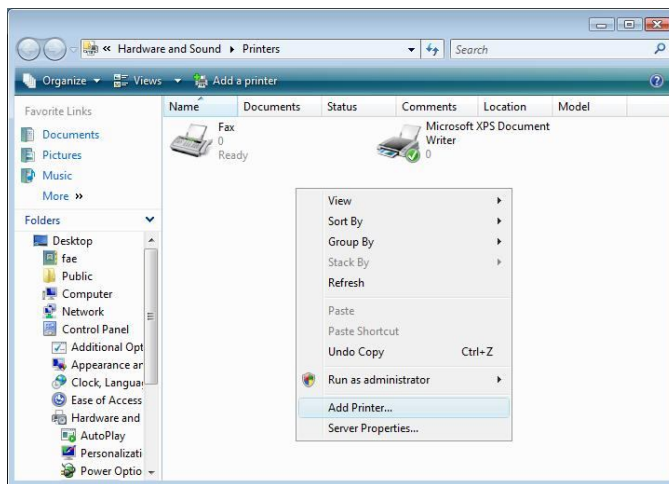 « Hardware and Sound ▸ Printers
Search
Organize Views Add a printer
Favorite Links
Documents
Pictures
Music
More »
Folders
Desktop
fae
Public
Computer
Network
Control Panel
Additional Opt
Appearance an
Clock, Languag
Ease of Access
Hardware and
AutoPlay
Personalizati
Power Optio
Name Documents Status Comments Location Model
Fax
0
Ready
Microsoft XPS Document
Writer
0
View
Sort By
Group By
Stack By
Refresh
Paste
Paste Shortcut
Undo Copy Ctrl+Z
Run as administrator
Add Printer...
Server Properties...